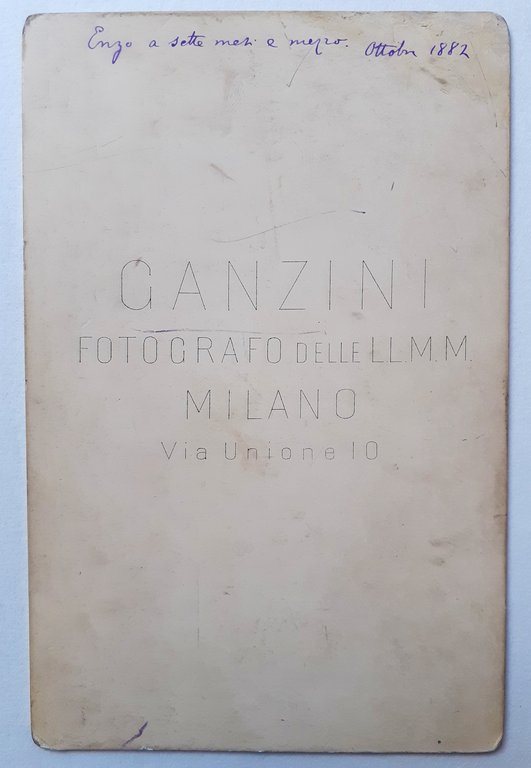 Enzo a sette mesi e mezzo. Ottobre 1882
GANZINI
FOTOGRAFO DELLE LL.M.M.
MILANO
Via Unione 10